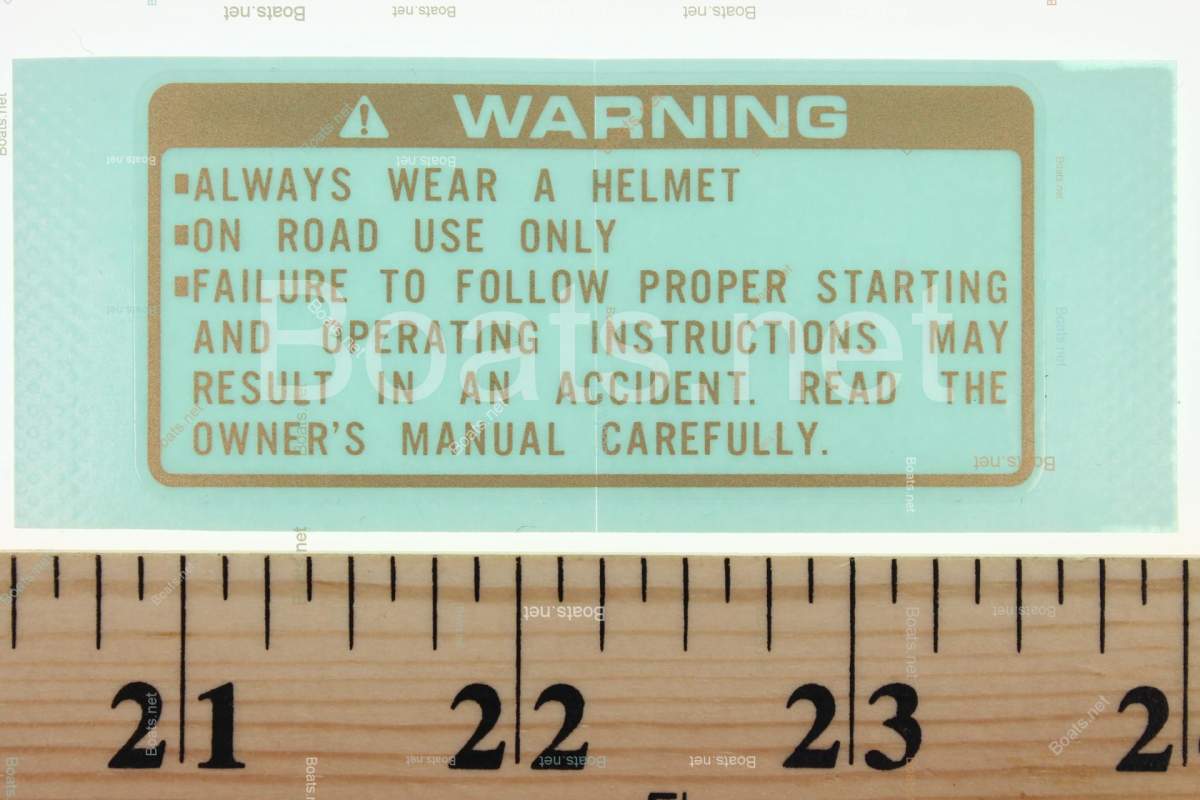 WARNING
▪ALWAYS WEAR A HELMET
▪ON ROAD USE ONLY
▪FAILURE TO FOLLOW PROPER STARTING
AND OPERATING INSTRUCTIONS MAY
RESULT IN AN ACCIDENT. READ THE
OWNER'S MANUAL CAREFULLY.
Boats.net
21 22 23 2